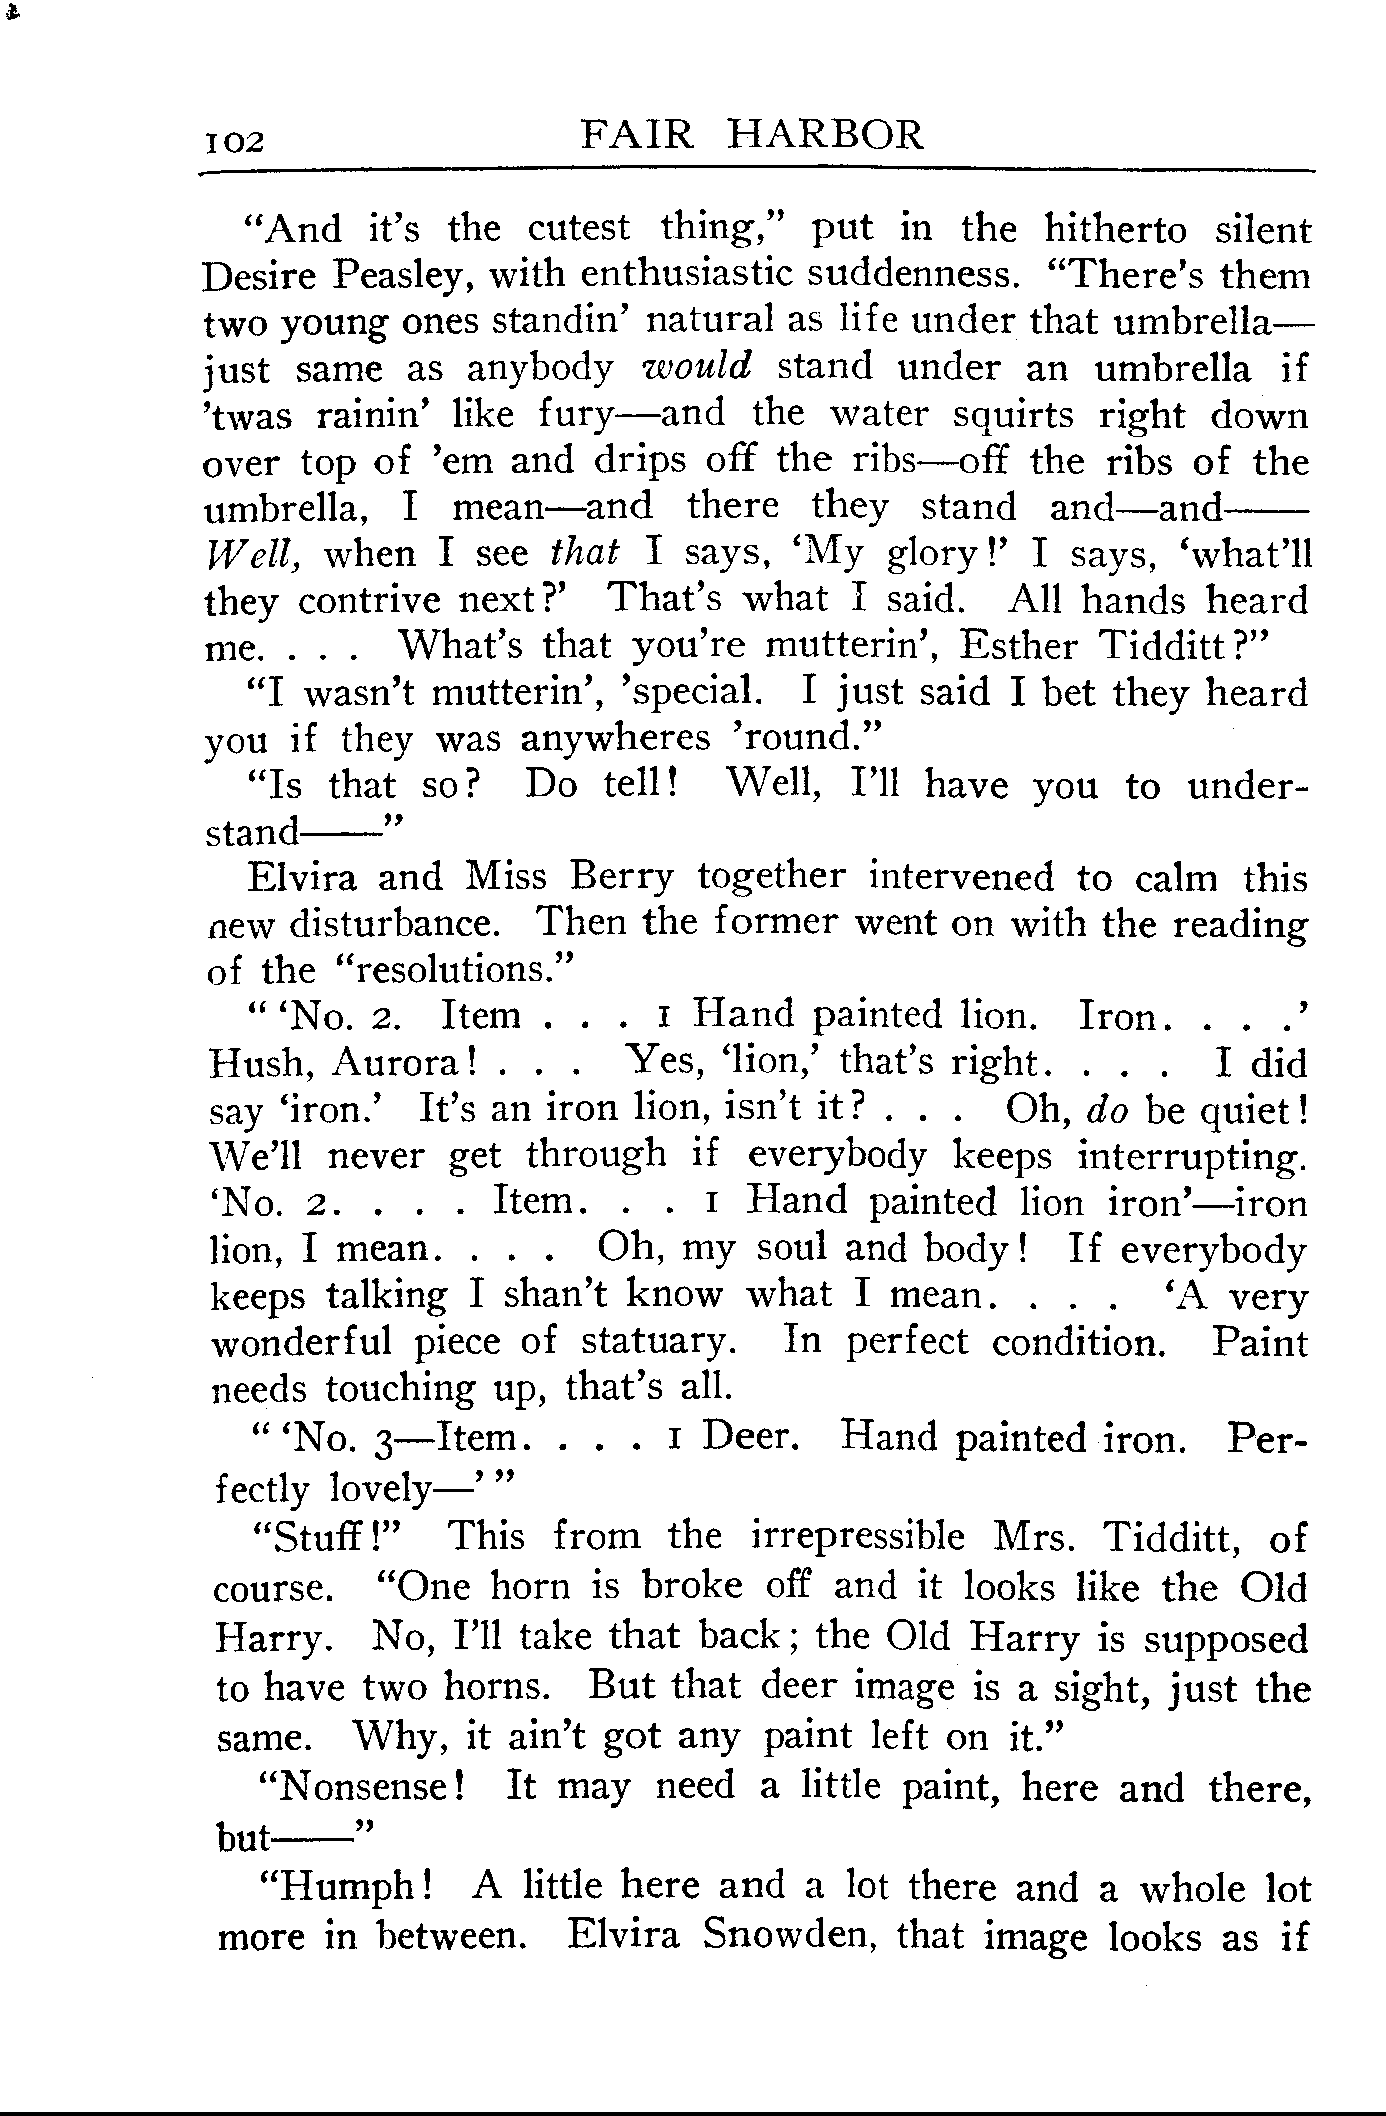 102 FAIR HARBOR
“And it’s the cutest thing,” put in the hitherto silent
Desire Peasley, with enthusiastic suddenness. “There’s them
two young ones standin’ natural as life under that umbrella—
just same as anybody would stand under an umbrella if
’twas rainin’ like fury—and the water squirts right down
over top of ’em and drips off the ribs—off the ribs of the
umbrella, I mean—and there they stand and—and——
Well, when I see that I says, ‘My glory!’ I says, ‘what’ll
they contrive next?’ That’s what I said. All hands heard
me. . . . What’s that you’re mutterin’, Esther Tidditt?”
“I wasn’t mutterin’, ’special. I just said I bet they heard
you if they was anywheres ’round.”
“Is that so? Do tell! Well, I’ll have you to under-
stand——”
Elvira and Miss Berry together intervened to calm this
new disturbance. Then the former went on with the reading
of the “resolutions.”
“ ‘No. 2. Item . . . 1 Hand painted lion. Iron. . . .’
Hush, Aurora! . . . Yes, ‘lion,’ that’s right. . . . I did
say ‘iron.’ It’s an iron lion, isn’t it? . . . Oh, do be quiet!
We’ll never get through if everybody keeps interrupting.
‘No. 2. . . . Item. . . 1 Hand painted lion iron’—iron
lion, I mean. . . . Oh, my soul and body! If everybody
keeps talking I shan’t know what I mean. . . . ‘A very
wonderful piece of statuary. In perfect condition. Paint
needs touching up, that’s all.
“ ‘No. 3—Item. . . . 1 Deer. Hand painted iron. Per-
fectly lovely—’ ”
“Stuff!” This from the irrepressible Mrs. Tidditt, of
course. “One horn is broke off and it looks like the Old
Harry. No, I’ll take that back; the Old Harry is supposed
to have two horns. But that deer image is a sight, just the
same. Why, it ain’t got any paint left on it.”
“Nonsense! It may need a little paint, here and there,
but——”
“Humph! A little here and a lot there and a whole lot
more in between. Elvira Snowden, that image looks as if